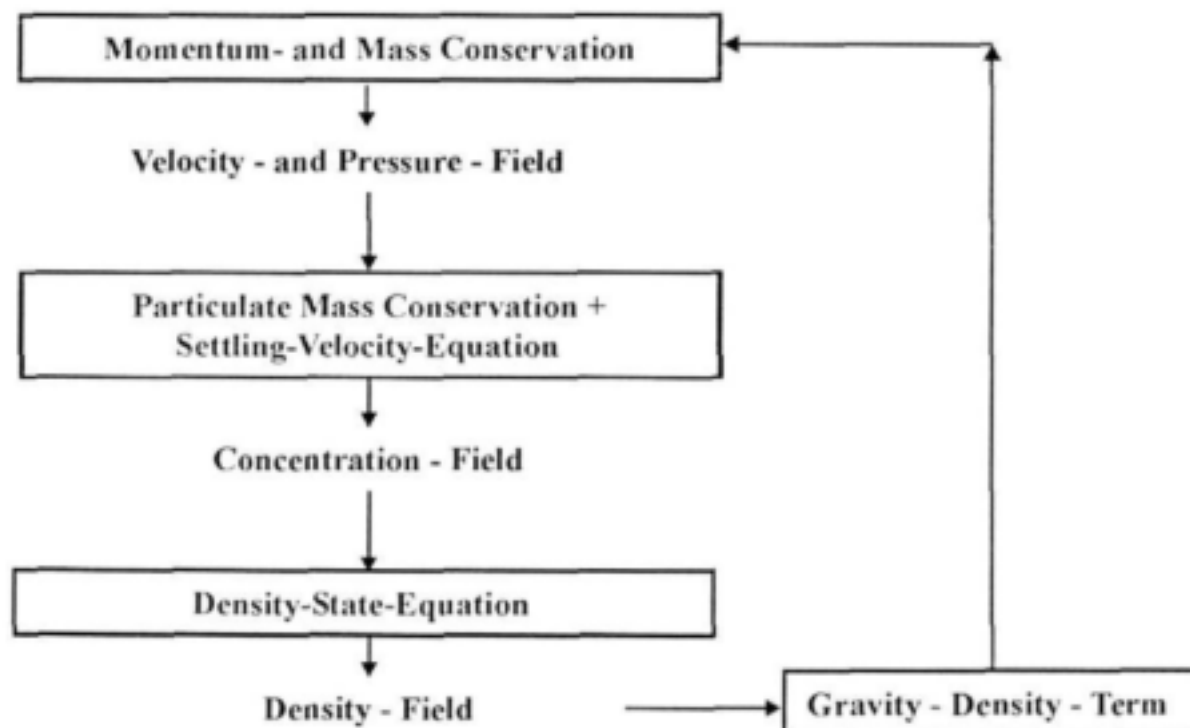 Momentum- and Mass Conservation
Velocity - and Pressure - Field
Particulate Mass Conservation +
Settling-Velocity-Equation
Concentration - Field
Density-State-Equation
Density - Field
Gravity - Density - Term